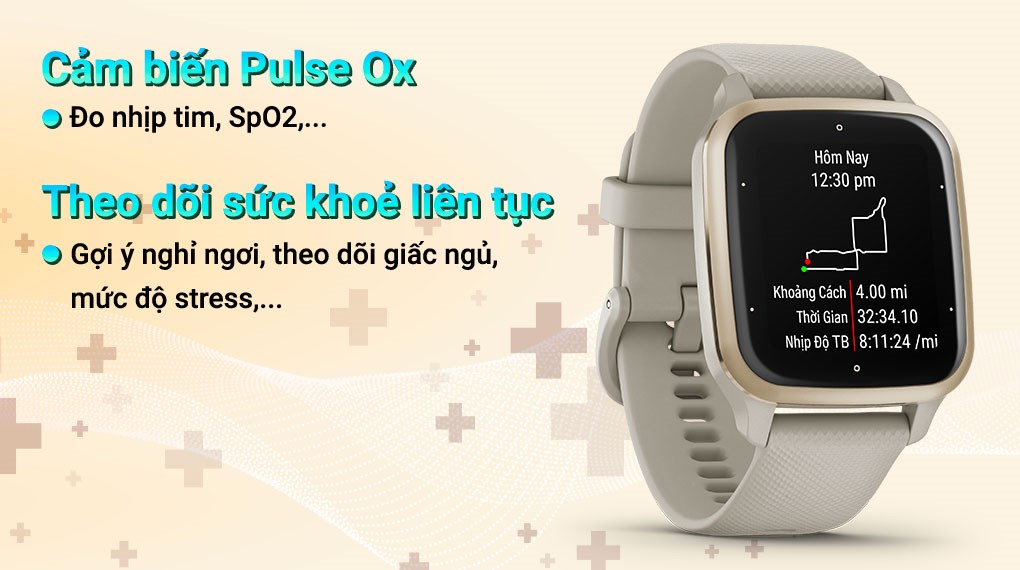 Cảm biến Pulse Ox
Đo nhịp tim, SpO2,...
Theo dõi sức khoẻ liên tục
Gợi ý nghỉ ngơi, theo dõi giấc ngủ,
mức độ stress,...
Hôm Nay
12:30 pm
Khoảng Cách 4.00 mi
Thời Gian 32:34.10
Nhịp Độ TB 8:11:24 /mi